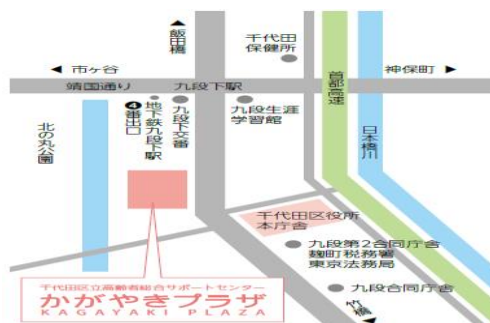 ▲飯田橋
千代田
保健所
◀ 市ヶ谷
神保町 ▶
靖国通り
九段下駅
首都高速
北の丸公園
❹番出口
地下鉄九段下駅
九段下交番
九段生涯
学習館
日本橋川
千代田区役所
本庁舎
九段第2合同庁舎
麹町税務署
東京法務局
九段合同庁舎
竹橋▼
千代田区立高齢者総合サポートセンター
かがやきプラザ
KAGAYAKI PLAZA